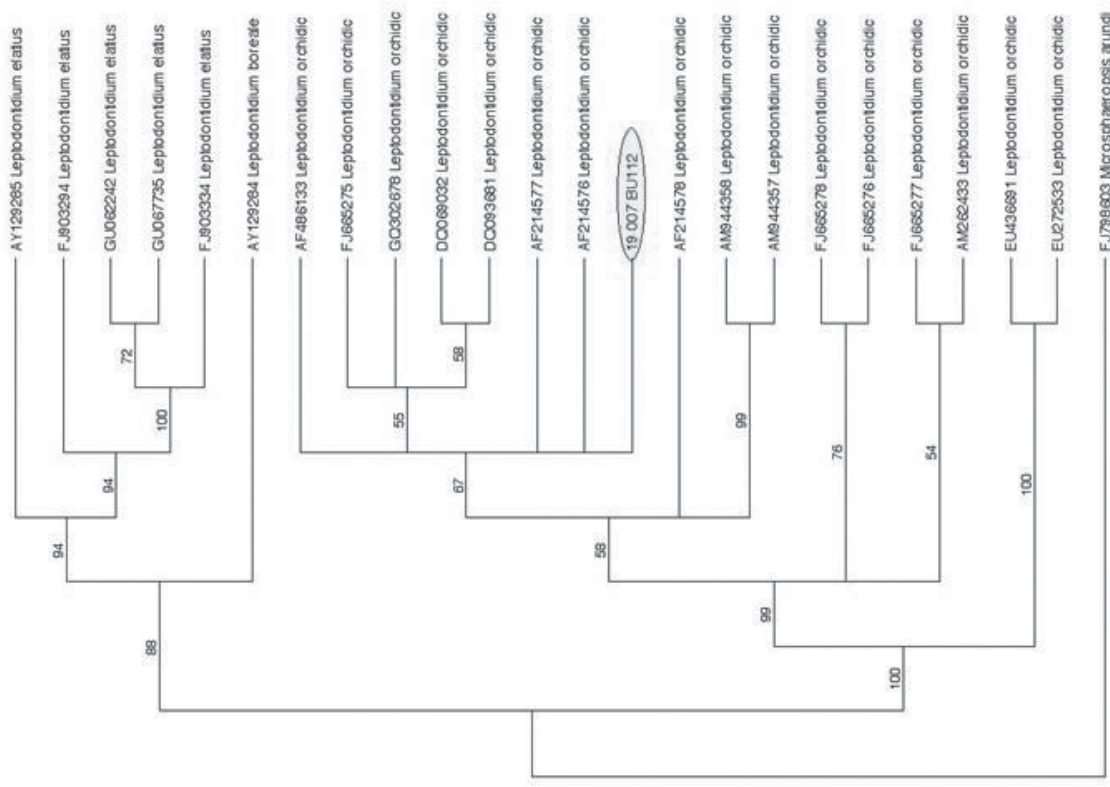 AY129285 Leptodontidium elatus
FJ903294 Leptodontidium elatus
GU062242 Leptodontidium elatus
GU067735 Leptodontidium elatus
FJ903334 Leptodontidium elatus
AY129284 Leptodontidium boreale
AF486133 Leptodontidium orchidic
FJ665275 Leptodontidium orchidic
GO302678 Leptodontidium orchidic
DO069032 Leptodontidium orchidic
DO093681 Leptodontidium orchidic
AF214577 Leptodontidium orchidic
AF214576 Leptodontidium orchidic
19 007 BU112
AF214578 Leptodontidium orchidic
AM944358 Leptodontidium orchidic
AM944357 Leptodontidium orchidic
FJ665278 Leptodontidium orchidic
FJ665276 Leptodontidium orchidic
FJ665277 Leptodontidium orchidic
AM262433 Leptodontidium orchidic
EU436691 Leptodontidium orchidic
EU272533 Leptodontidium orchidic
FJ798603 Microsphaeropsis arundi
72
100
94
94
88
58
55
67
99
58
76
54
99
100
100